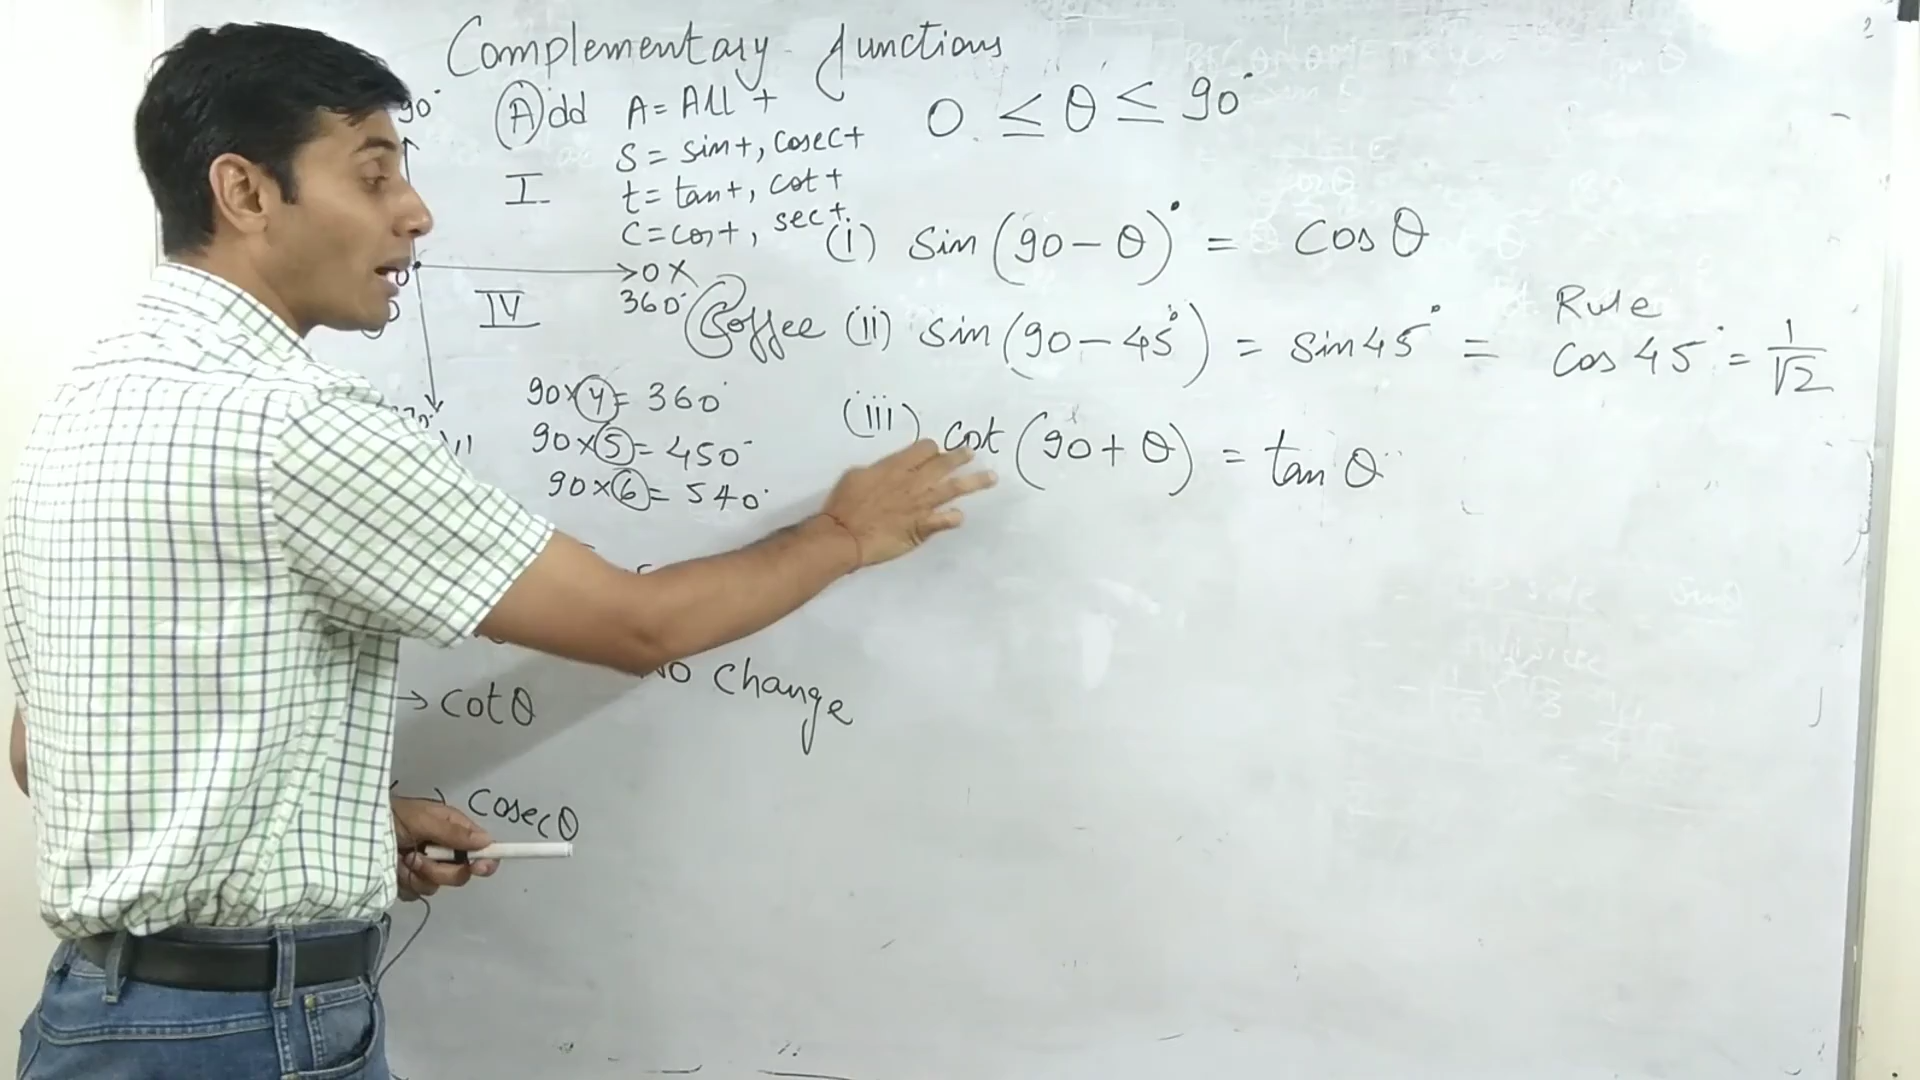 Complementary functions
90°
Add A = All +
S = sin+, cosec+
t = tan+, cot+
C = cos+, sec+
I
0 ≤ θ ≤ 90°
(i) Sin (90 - θ)° = Cos θ
0 X
360°
IV
Coffee
(ii) Sin (90 - 45°) = Sin 45° = Cos 45° = 1/√2
Rule
90×4 = 360°
90×5 = 450°
90×6 = 540°
(iii) Cot (90 + θ) = tan θ
No Change
→ cot θ
→ cosec θ